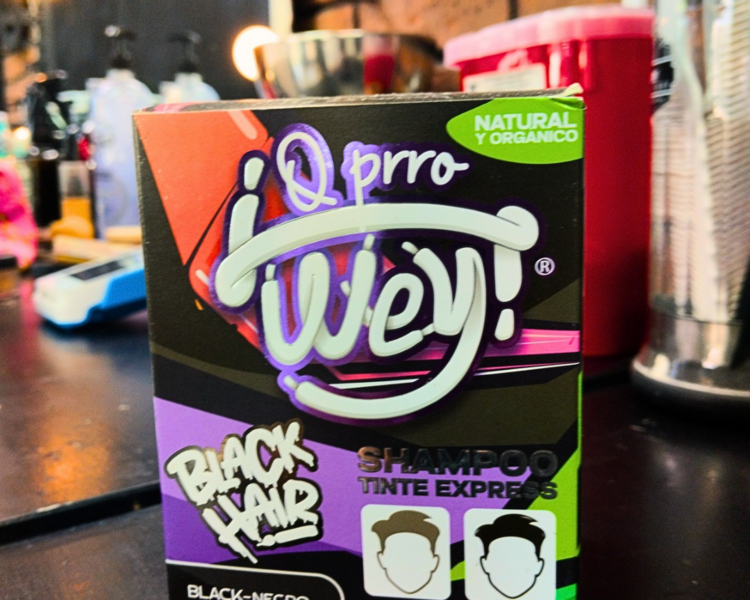 NATURAL
Y ORGANICO
¡Q prro
wey!®
BLACK
HAIR
SHAMPOO
TINTE EXPRESS
BLACK-NEGRO